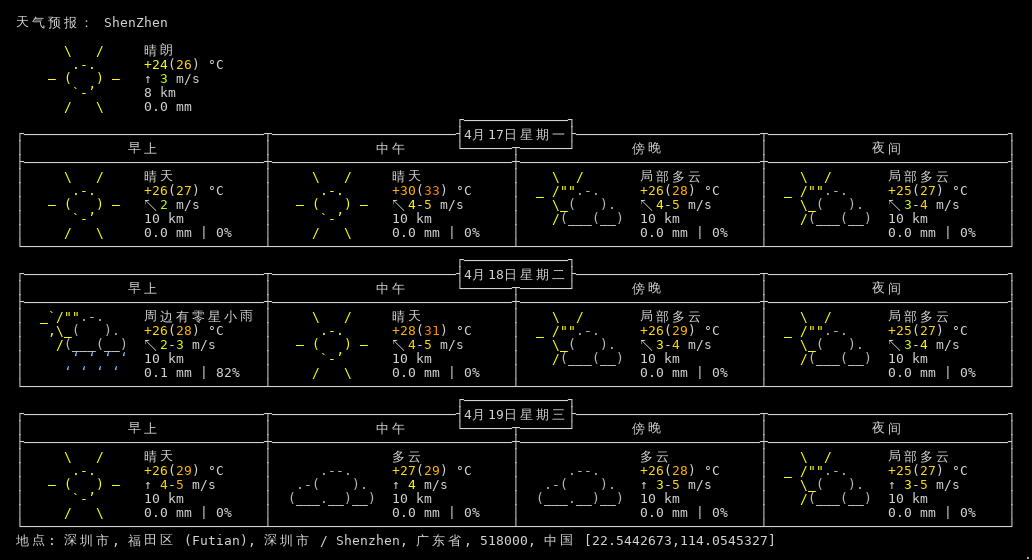 天气预报： ShenZhen
晴朗
+24(26) °C
↑ 3 m/s
8 km
0.0 mm
4月17日星期一
早上 中午 傍晚 夜间
晴天 晴天 局部多云 局部多云
+26(27) °C +30(33) °C +26(28) °C +25(27) °C
↖ 2 m/s ↖ 4-5 m/s ↖ 4-5 m/s ↖ 3-4 m/s
10 km 10 km 10 km 10 km
0.0 mm | 0% 0.0 mm | 0% 0.0 mm | 0% 0.0 mm | 0%
4月18日星期二
早上 中午 傍晚 夜间
周边有零星小雨 晴天 局部多云 局部多云
+26(28) °C +28(31) °C +26(29) °C +25(27) °C
↖ 2-3 m/s ↖ 4-5 m/s ↖ 3-4 m/s ↖ 3-4 m/s
10 km 10 km 10 km 10 km
0.1 mm | 82% 0.0 mm | 0% 0.0 mm | 0% 0.0 mm | 0%
4月19日星期三
早上 中午 傍晚 夜间
晴天 多云 多云 局部多云
+26(29) °C +27(29) °C +26(28) °C +25(27) °C
↑ 4-5 m/s ↑ 4 m/s ↑ 3-5 m/s ↑ 3-5 m/s
10 km 10 km 10 km 10 km
0.0 mm | 0% 0.0 mm | 0% 0.0 mm | 0% 0.0 mm | 0%
地点: 深圳市, 福田区 (Futian), 深圳市 / Shenzhen, 广东省, 518000, 中国 [22.5442673,114.0545327]